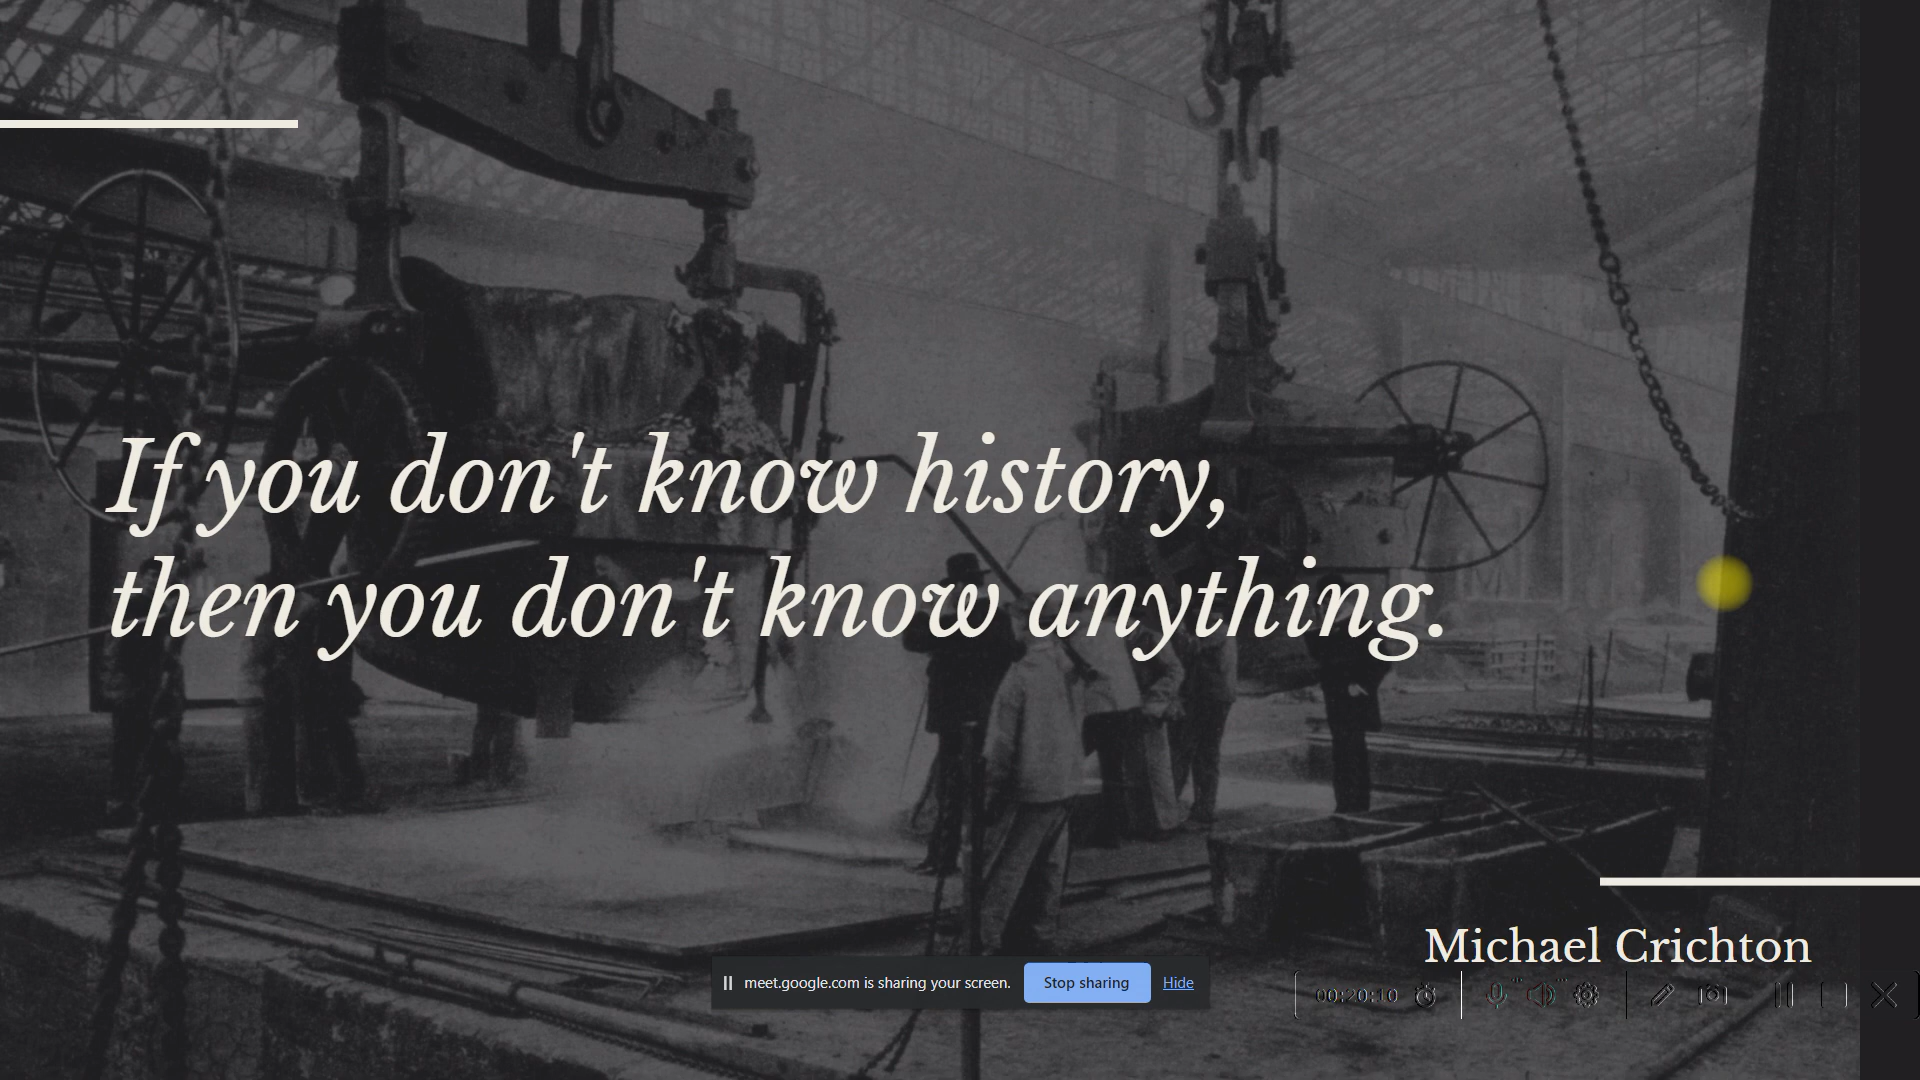 If you don't know history,
then you don't know anything.
Michael Crichton
meet.google.com is sharing your screen. Stop sharing Hide
00:20:10